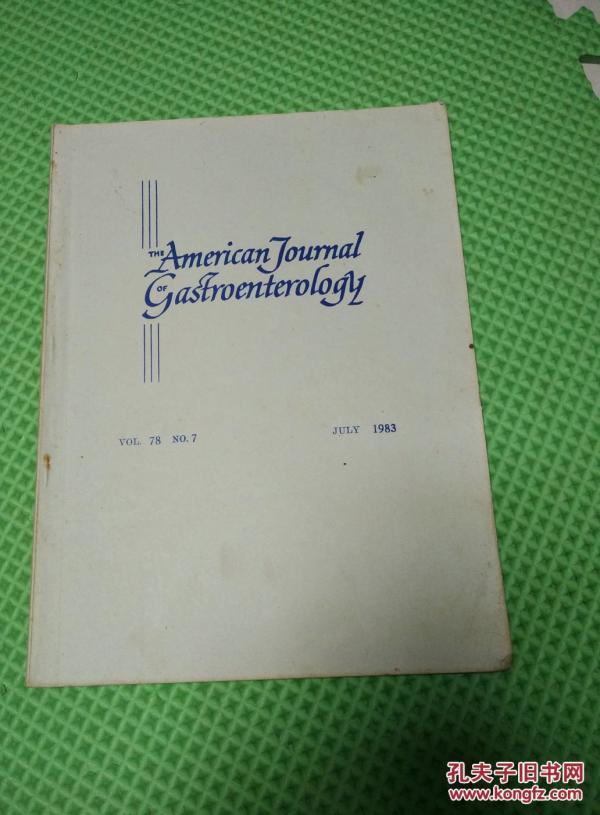 THE American Journal
OF Gastroenterology
VOL. 78 NO. 7
JULY 1983
孔夫子旧书网
www.kongfz.com